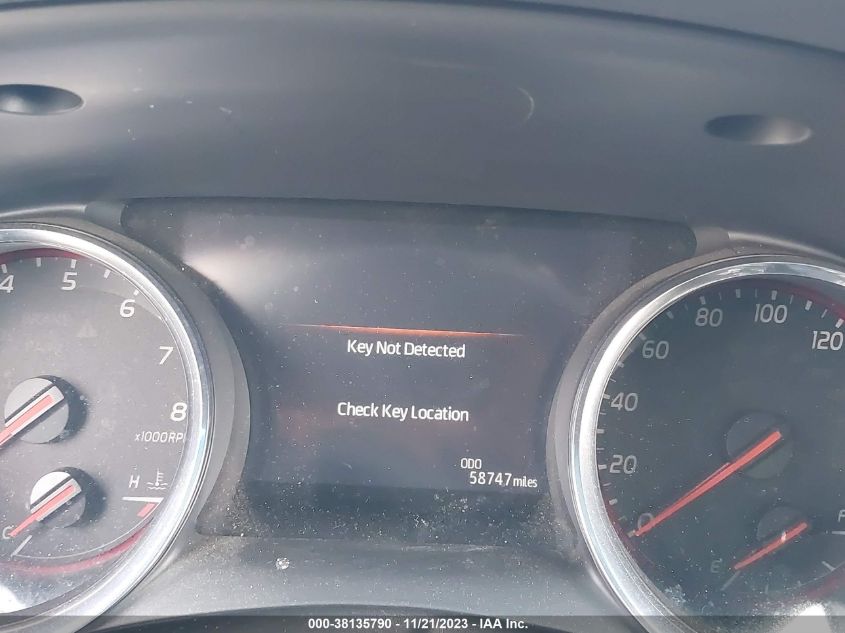 4 5 6 7 8
x1000RP
H
C
Key Not Detected
Check Key Location
ODO
58747 miles
0 20 40 60 80 100 120
E
F
000-38135790 - 11/21/2023 - IAA Inc.